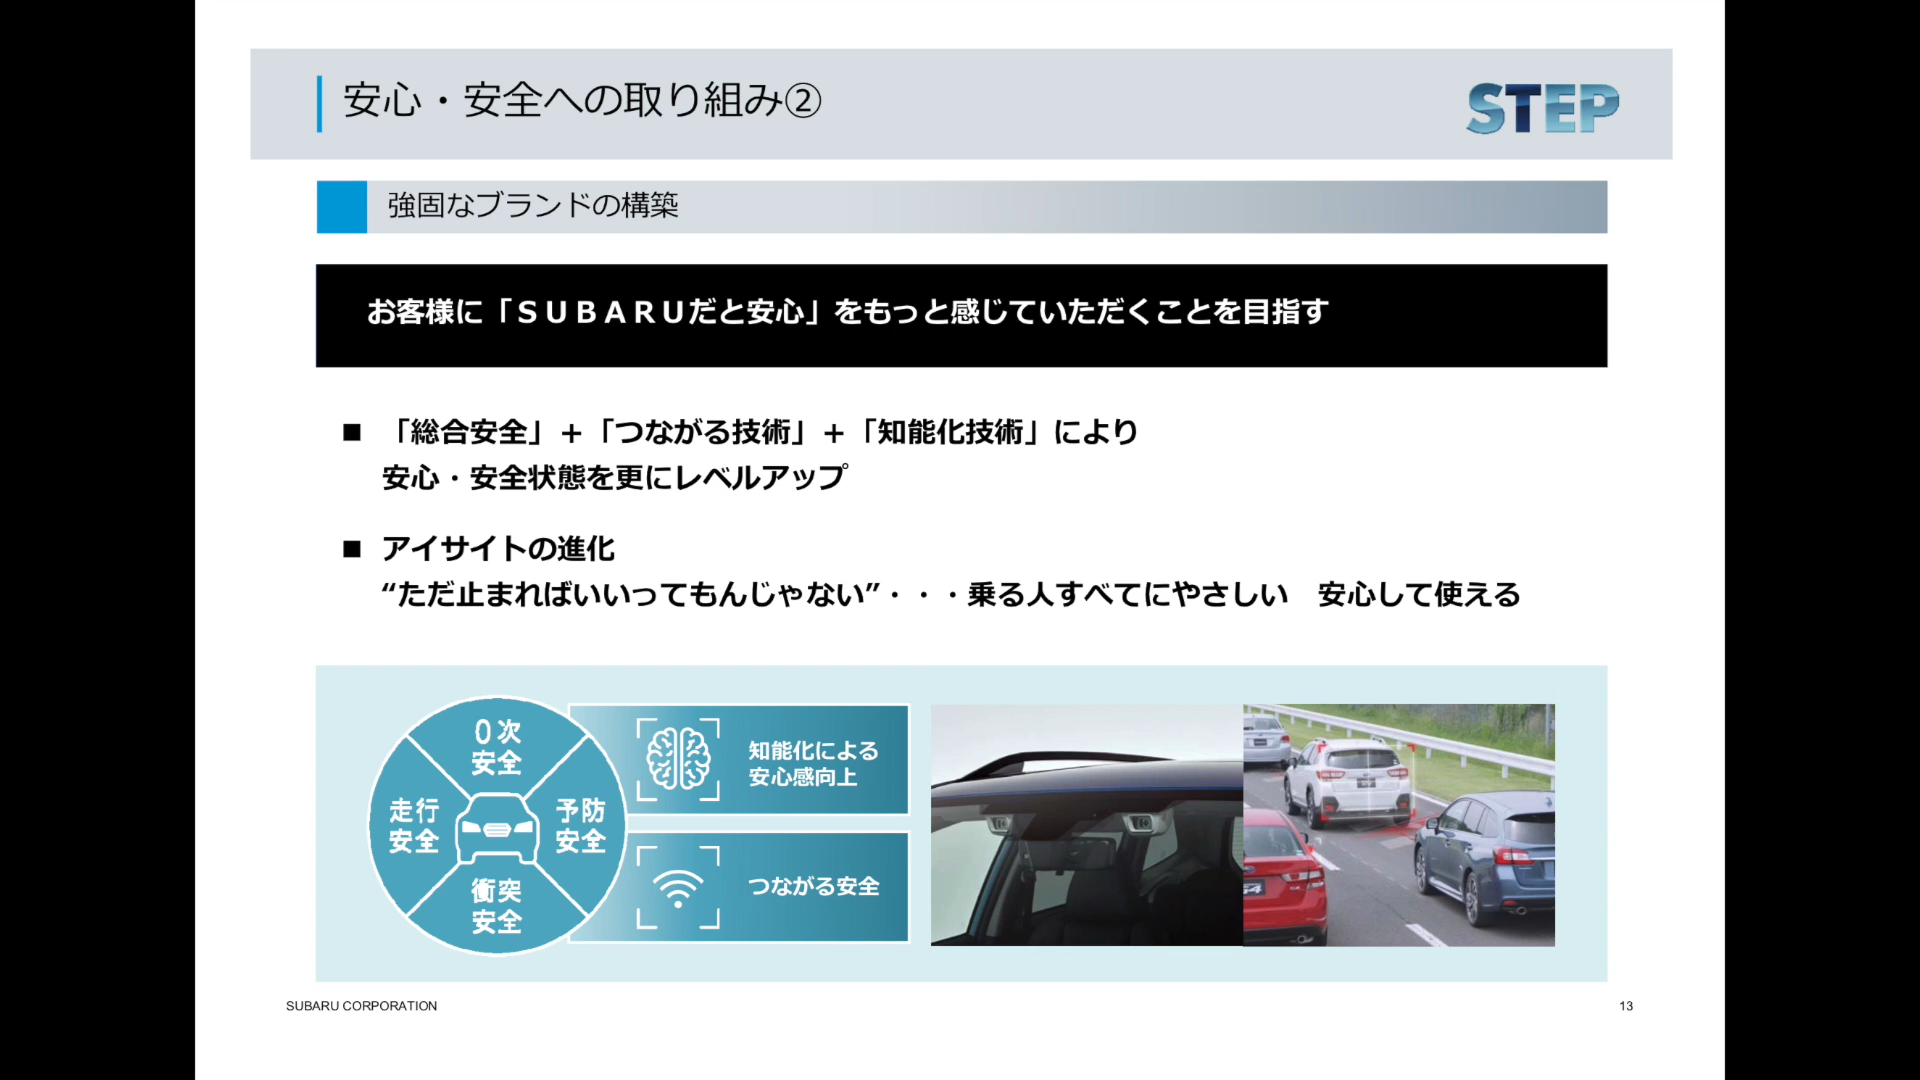 安心・安全への取り組み②
STEP
強固なブランドの構築
お客様に「ＳＵＢＡＲＵだと安心」をもっと感じていただくことを目指す
■ 「総合安全」＋「つながる技術」＋「知能化技術」により
安心・安全状態を更にレベルアップ
■ アイサイトの進化
“ただ止まればいいってもんじゃない”・・・乗る人すべてにやさしい　安心して使える
０次
安全
走行
安全
予防
安全
衝突
安全
知能化による
安心感向上
つながる安全
SUBARU CORPORATION
13